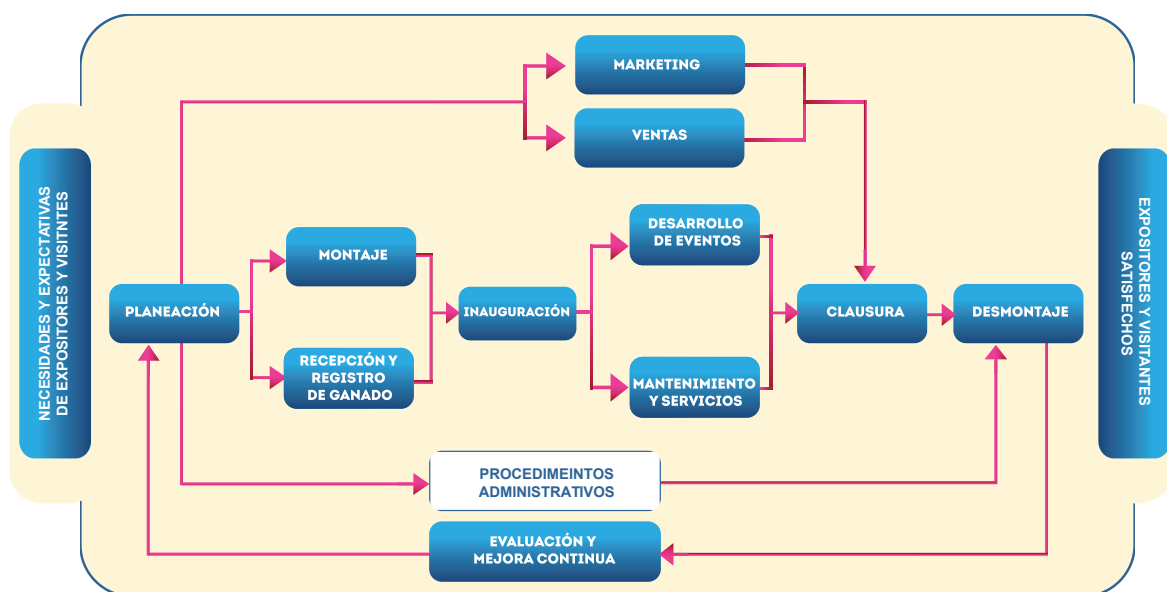 MARKETING
VENTAS
NECESIDADES Y EXPECTATIVAS
DE EXPOSITORES Y VISITNTES
PLANEACIÓN
MONTAJE
RECEPCIÓN Y
REGISTRO
DE GANADO
INAUGURACIÓN
DESARROLLO
DE EVENTOS
MANTENIMIENTO
Y SERVICIOS
CLAUSURA
DESMONTAJE
EXPOSITORES Y VISITANTES
SATISFECHOS
PROCEDIMEINTOS
ADMINISTRATIVOS
EVALUACIÓN Y
MEJORA CONTINUA